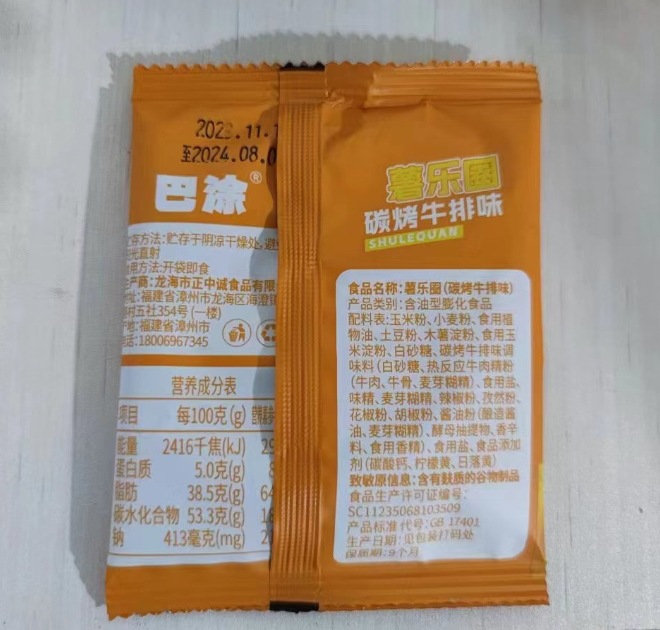 202 .11.1
至2024.08.0
巴涂®
贮存方法:贮存于阴凉干燥处,避
光直射
食用方法:开袋即食
生产商:龙海市正中诚食品有限
地址:福建省漳州市龙海区海澄镇
村五社354号(一楼)
产地:福建省漳州市
电话:18006967345
营养成分表
项目 每100克(g)
能量 2416千焦(kJ) 29
蛋白质 5.0克(g) 8
脂肪 38.5克(g) 64
碳水化合物 53.3克(g) 18
钠 413毫克(mg) 20
薯乐圈
碳烤牛排味
SHULEQUAN
食品名称:薯乐圈(碳烤牛排味)
产品类别:含油型膨化食品
配料表:玉米粉、小麦粉、食用植
物油、土豆粉、木薯淀粉、食用玉
米淀粉、白砂糖、碳烤牛排味调
味料(白砂糖、热反应牛肉精粉
(牛肉、牛骨、麦芽糊精)、食用盐、
味精、麦芽糊精、辣椒粉、孜然粉、
花椒粉、胡椒粉、酱油粉(酿造酱
油、麦芽糊精)、酵母抽提物、香辛
料、食用香精)、食用盐、食品添加
剂(碳酸钙、柠檬黄、日落黄)
致敏原信息:含有麸质的谷物制品
食品生产许可证编号:
SC11235068103509
产品标准代号:GB 17401
生产日期:见包装打码处
保质期:9个月